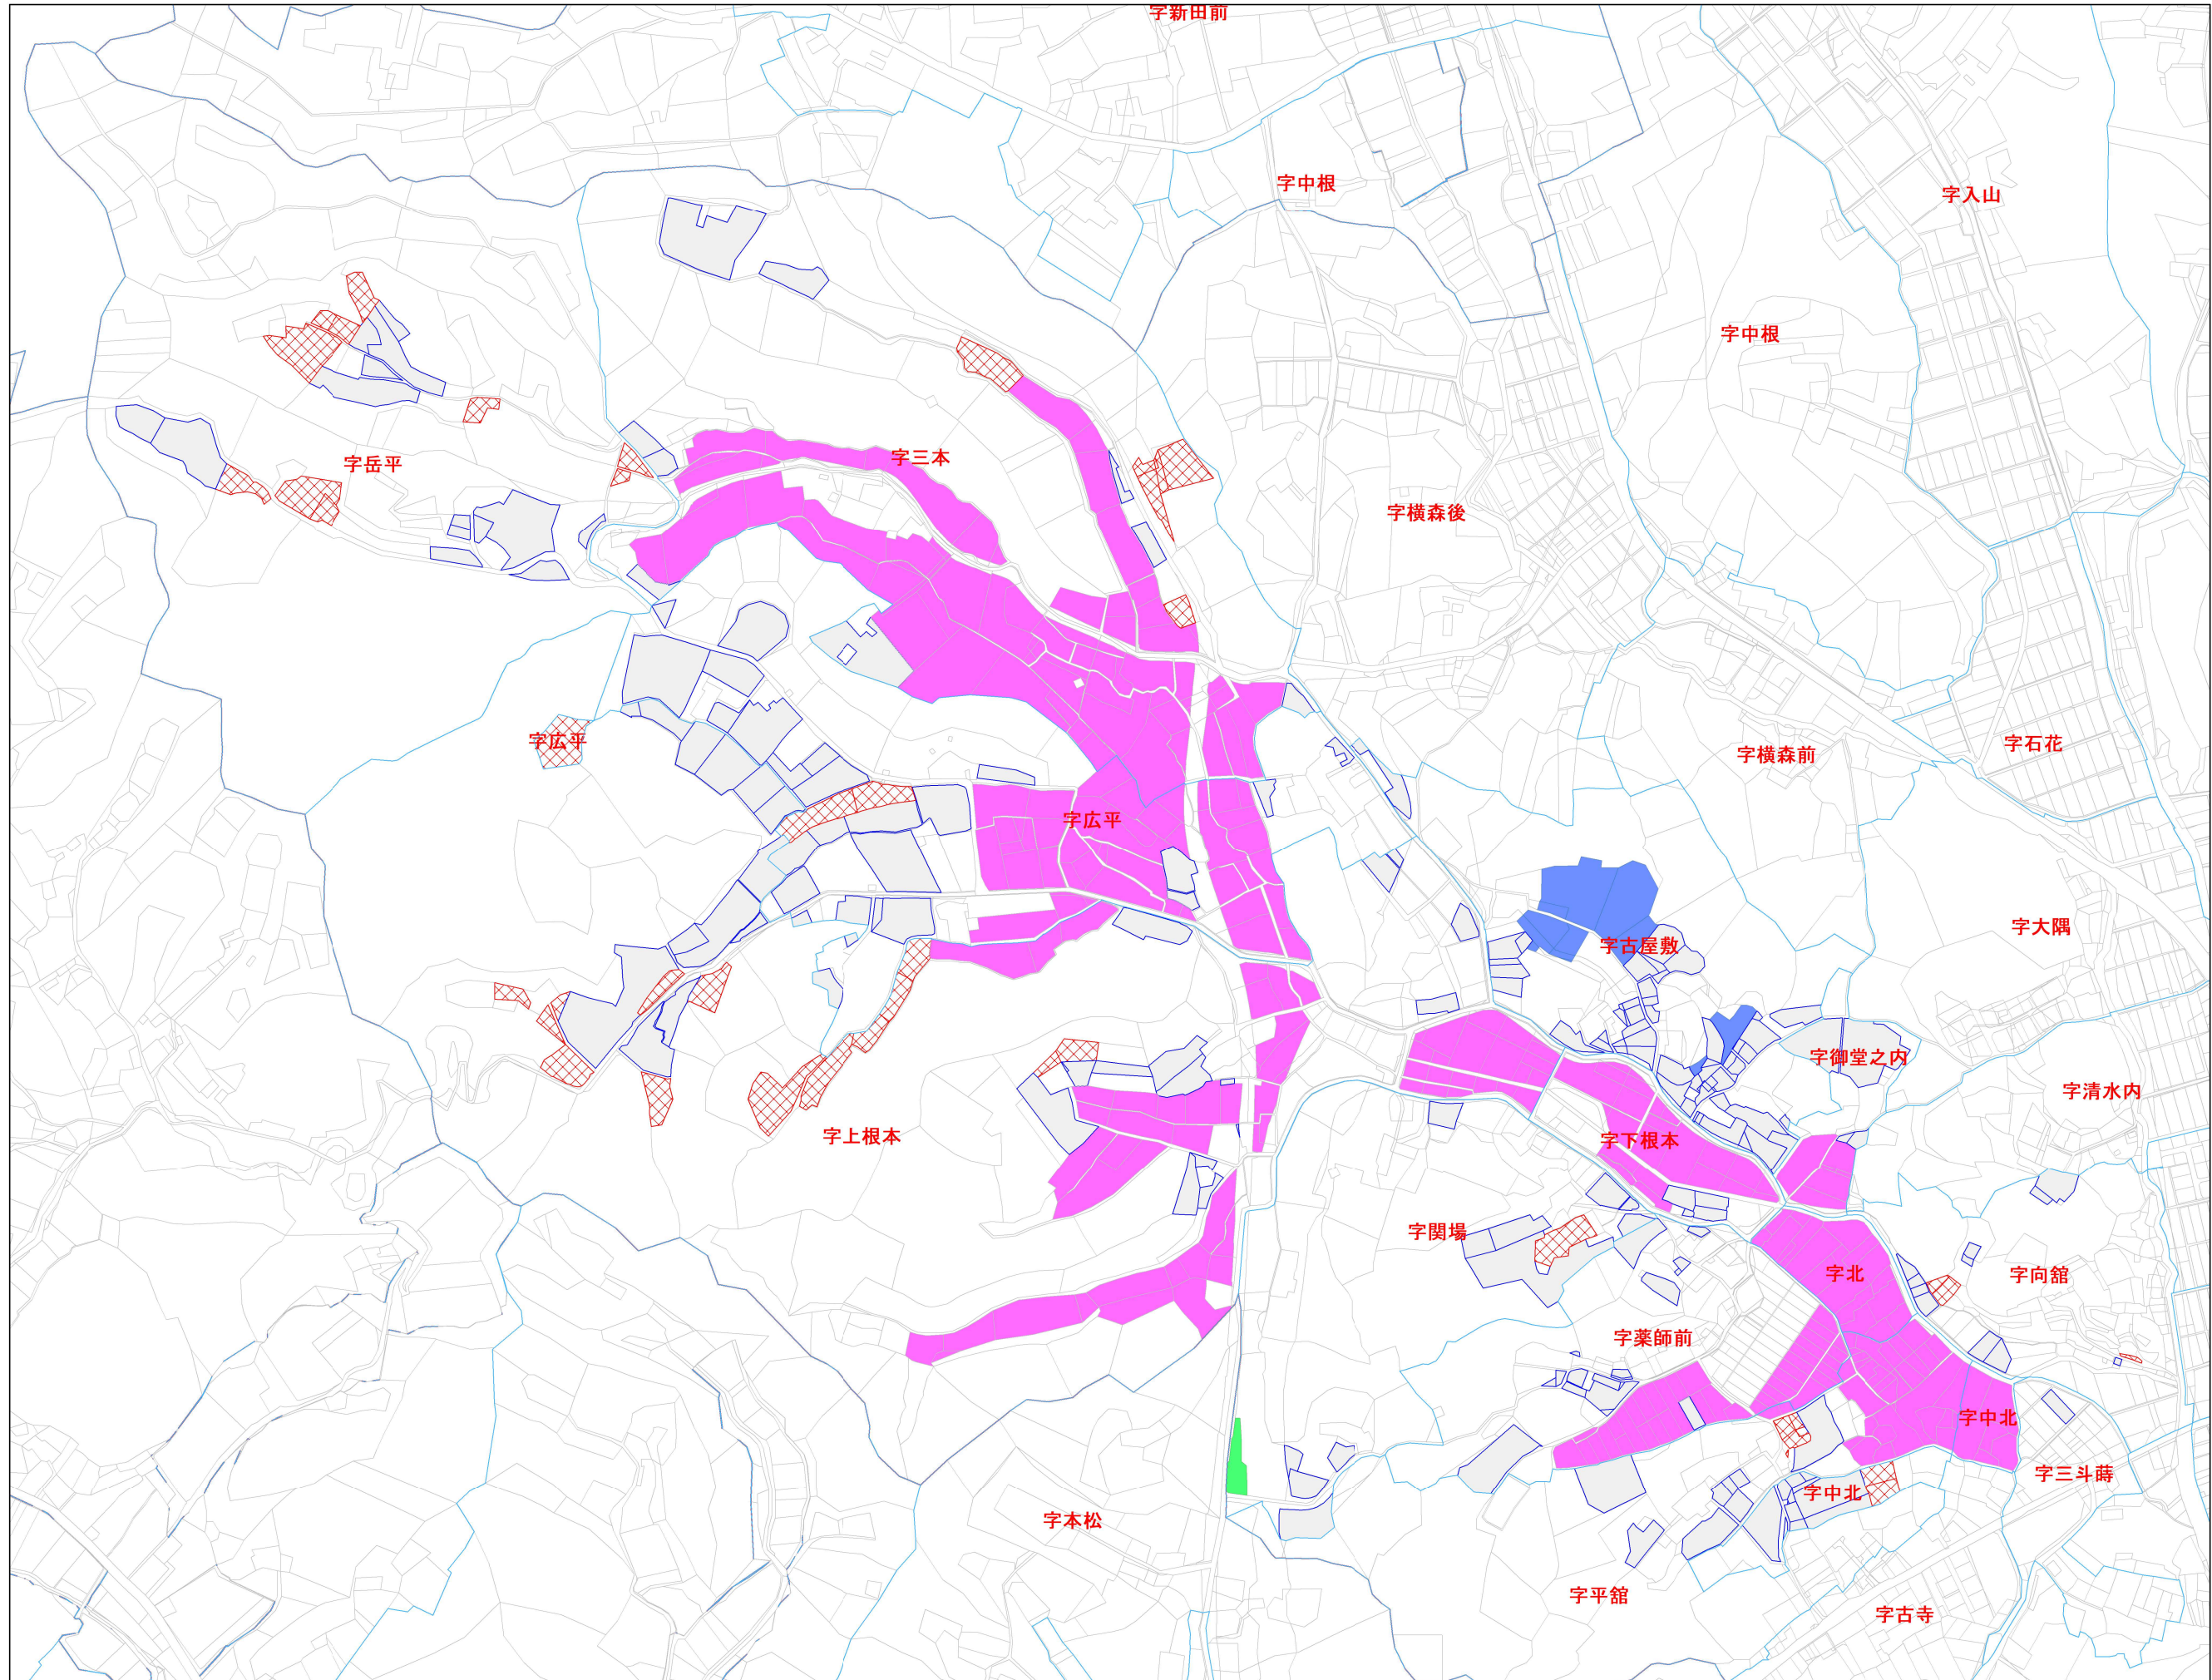 字新田前
字中根
字入山
字中根
字三本
字岳平
字横森後
字広平
字石花
字横森前
字広平
字大隅
字古屋敷
字御堂之内
字清水内
字上根本
字下根本
字関場
字北
字向舘
字薬師前
字中北
字三斗蒔
字中北
字本松
字平舘
字古寺